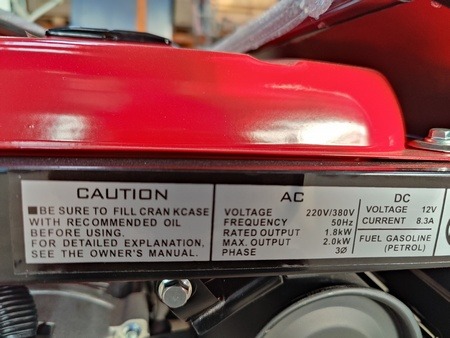 CAUTION
■BE SURE TO FILL CRANKCASE
WITH RECOMMENDED OIL
BEFORE USING.
FOR DETAILED EXPLANATION,
SEE THE OWNER'S MANUAL.
AC
VOLTAGE 220V/380V
FREQUENCY 50Hz
RATED OUTPUT 1.8kW
MAX. OUTPUT 2.0kW
PHASE 3Ø
DC
VOLTAGE 12V
CURRENT 8.3A
FUEL GASOLINE
(PETROL)